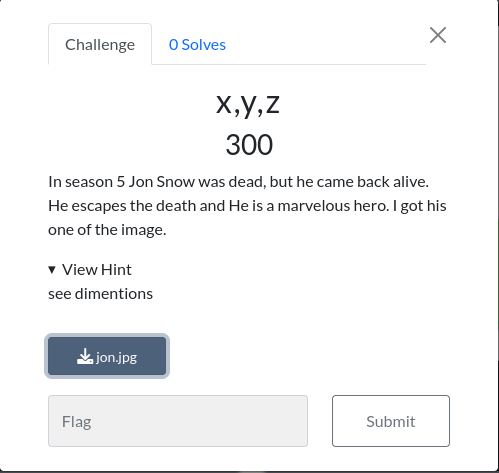 Challenge
0 Solves
x,y,z
300
In season 5 Jon Snow was dead, but he came back alive.
He escapes the death and He is a marvelous hero. I got his
one of the image.
View Hint
see dimentions
jon.jpg
Flag
Submit